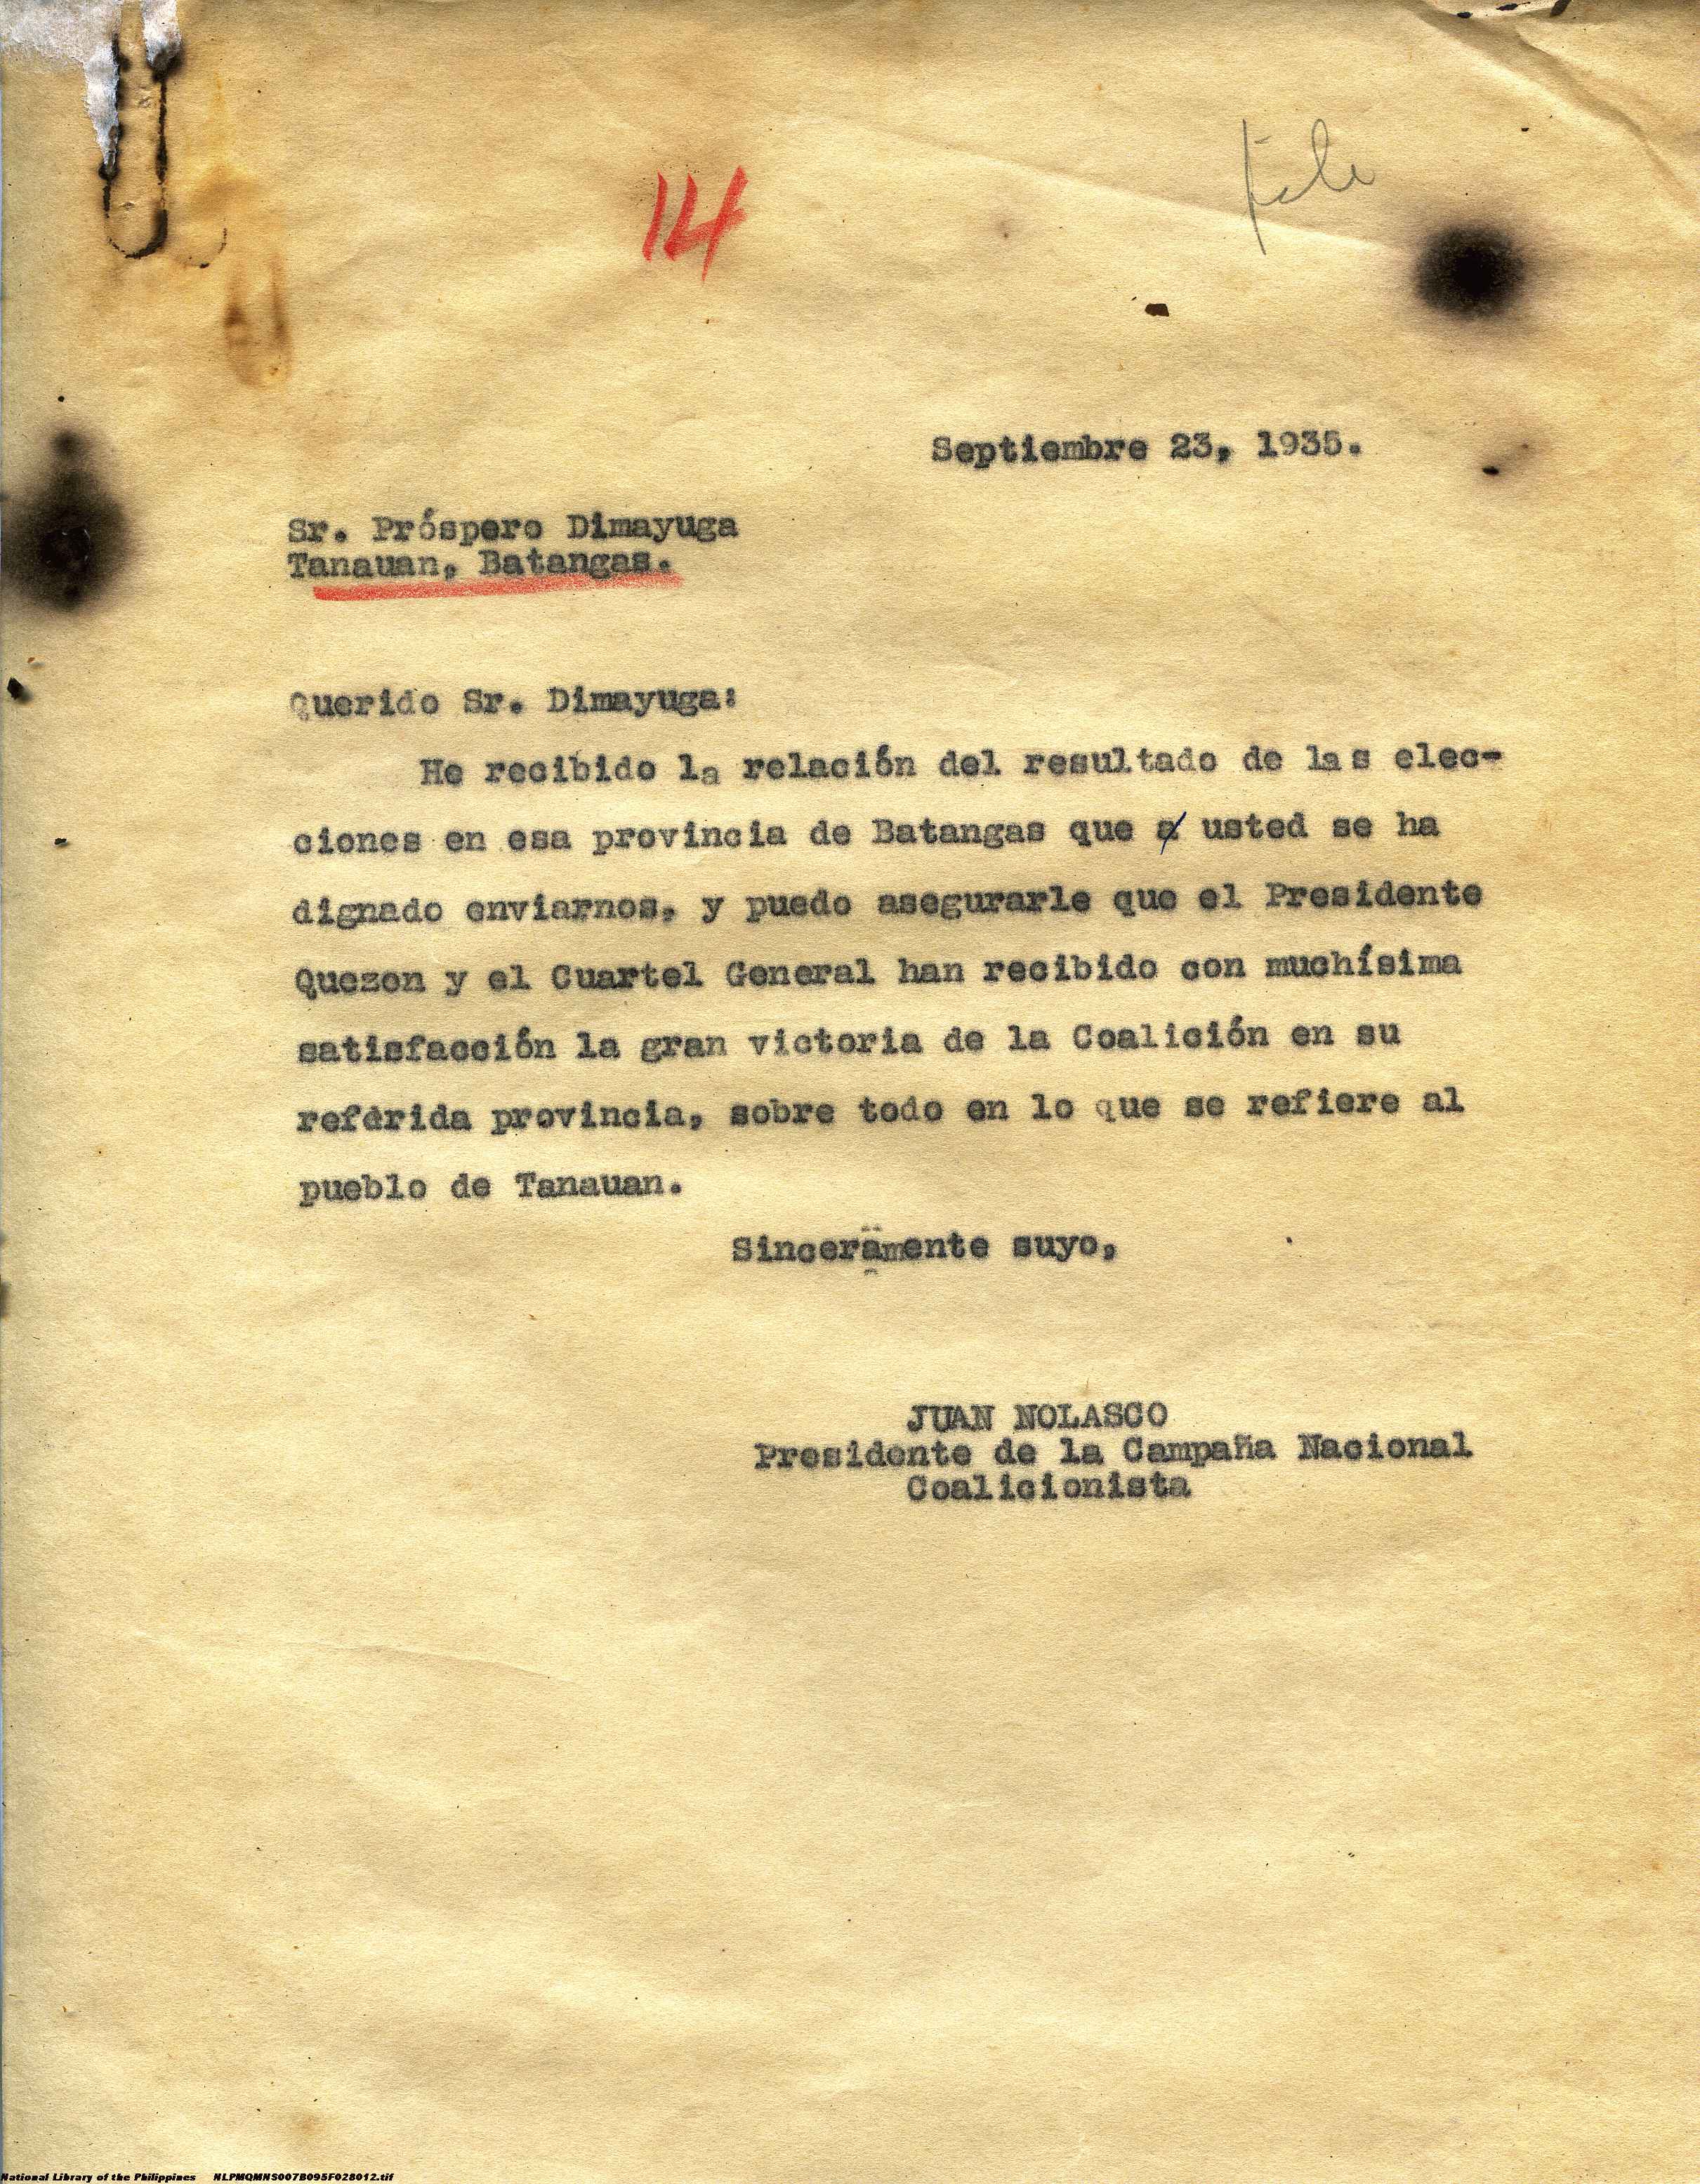 14
Septiembre 23, 1935.
Sr. Próspero Dimayuga
Tanauan, Batangas.
Querido Sr. Dimayuga:
He recibido la relación del resultado de las elec-
ciones en esa provincia de Batangas que a usted se ha
dignado enviarnos, y puedo asegurarle que el Presidente
Quezon y el Cuartel General han recibido con muchísima
satisfacción la gran victoria de la Coalición en su
referida provincia, sobre todo en lo que se refiere al
pueblo de Tanauan.
Sinceramente suyo,
JUAN NOLASCO
Presidente de la Campaña Nacional
Coalicionista
National Library of the Philippines NLPMQMNS007B095F028012.tif